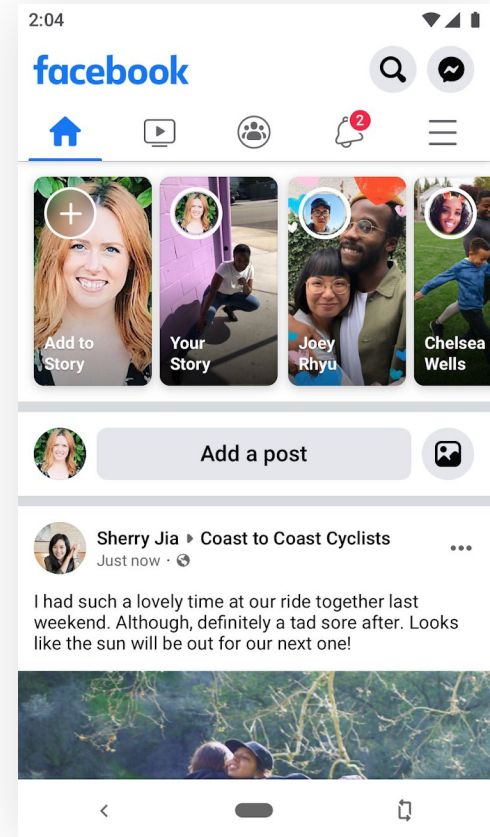 2:04
facebook
2
Add to
Story
Your
Story
Joey
Rhyu
Chelsea
Wells
Add a post
Sherry Jia ▸ Coast to Coast Cyclists
Just now ·
I had such a lovely time at our ride together last
weekend. Although, definitely a tad sore after. Looks
like the sun will be out for our next one!